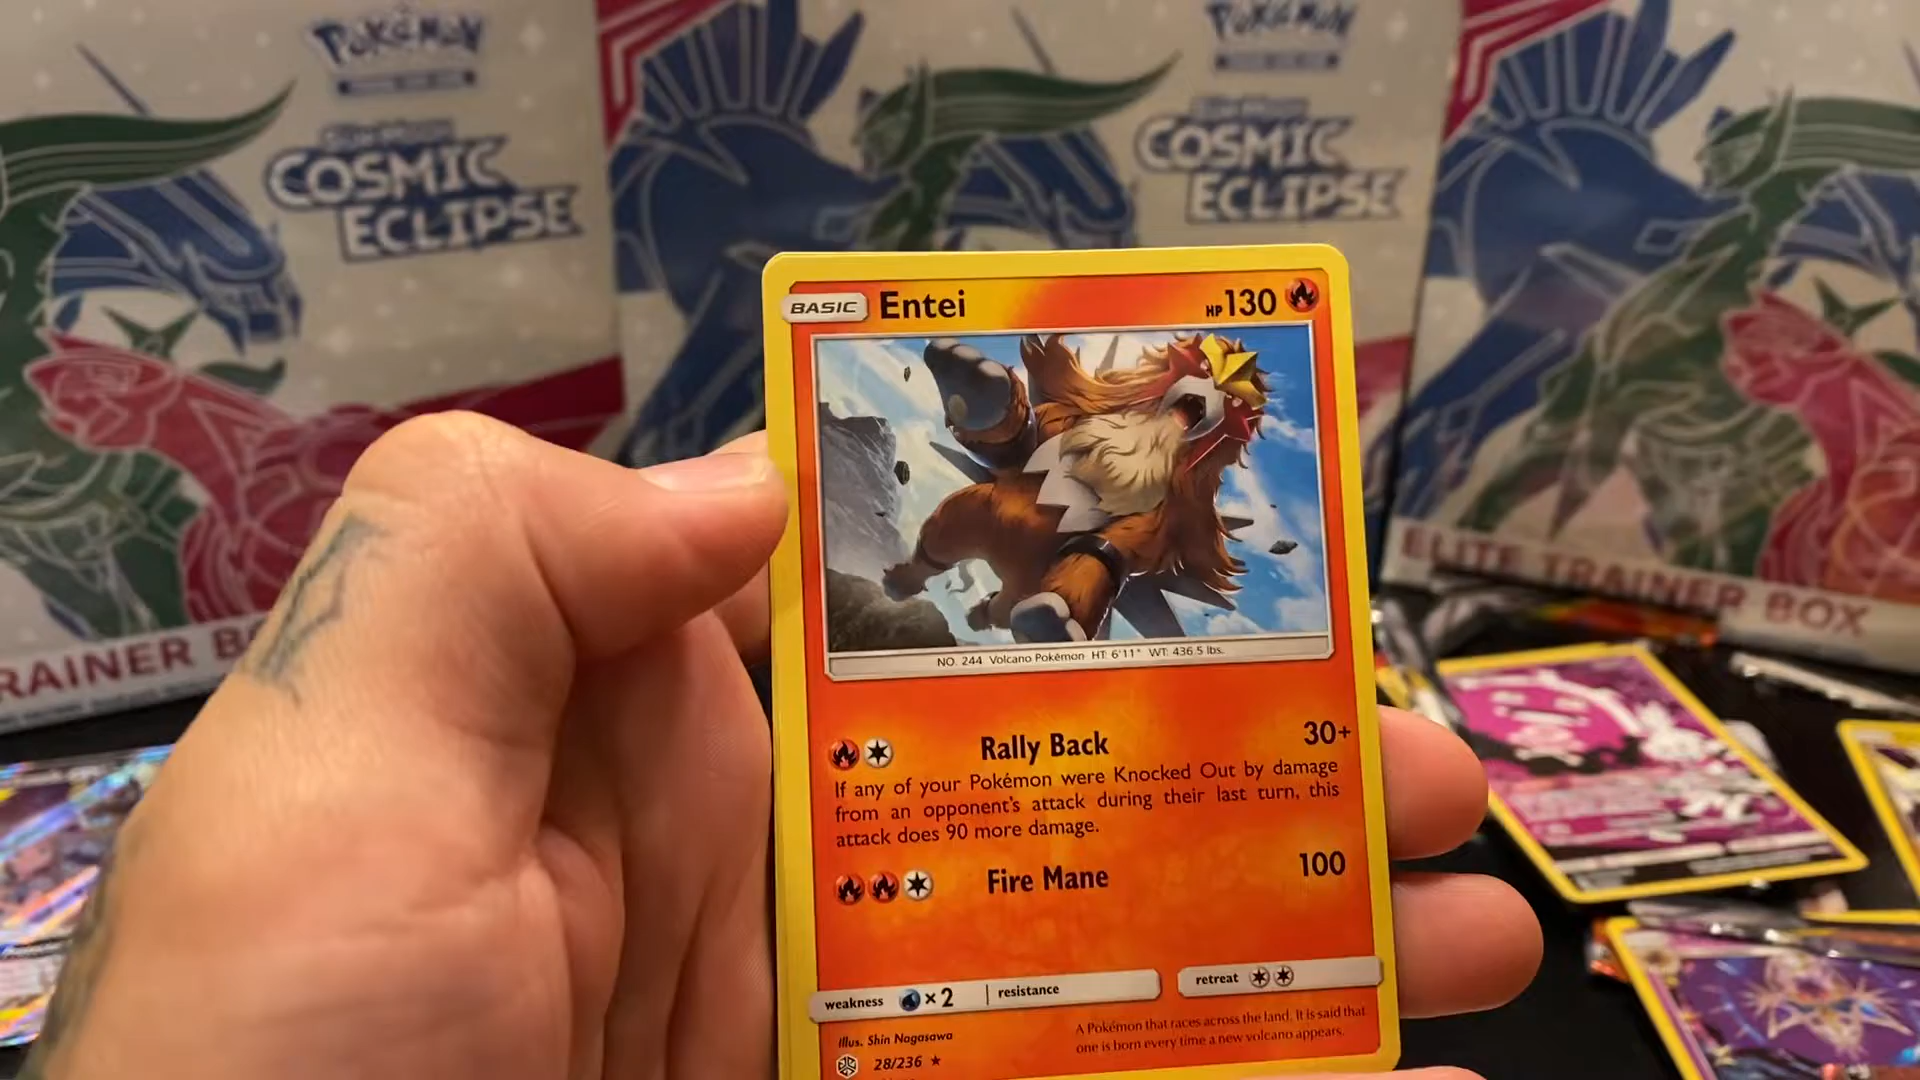 POKÉMON
COSMIC
ECLIPSE
TRAINER BO
POKÉMON
COSMIC
ECLIPSE
ELITE TRAINER BOX
BASIC Entei HP 130
NO. 244 Volcano Pokémon HT: 6'11" WT: 436.5 lbs.
Rally Back 30+
If any of your Pokémon were Knocked Out by damage
from an opponent's attack during their last turn, this
attack does 90 more damage.
Fire Mane 100
weakness ×2 resistance retreat
Illus. Shin Nagasawa
28/236 ★
A Pokémon that races across the land. It is said that
one is born every time a new volcano appears.